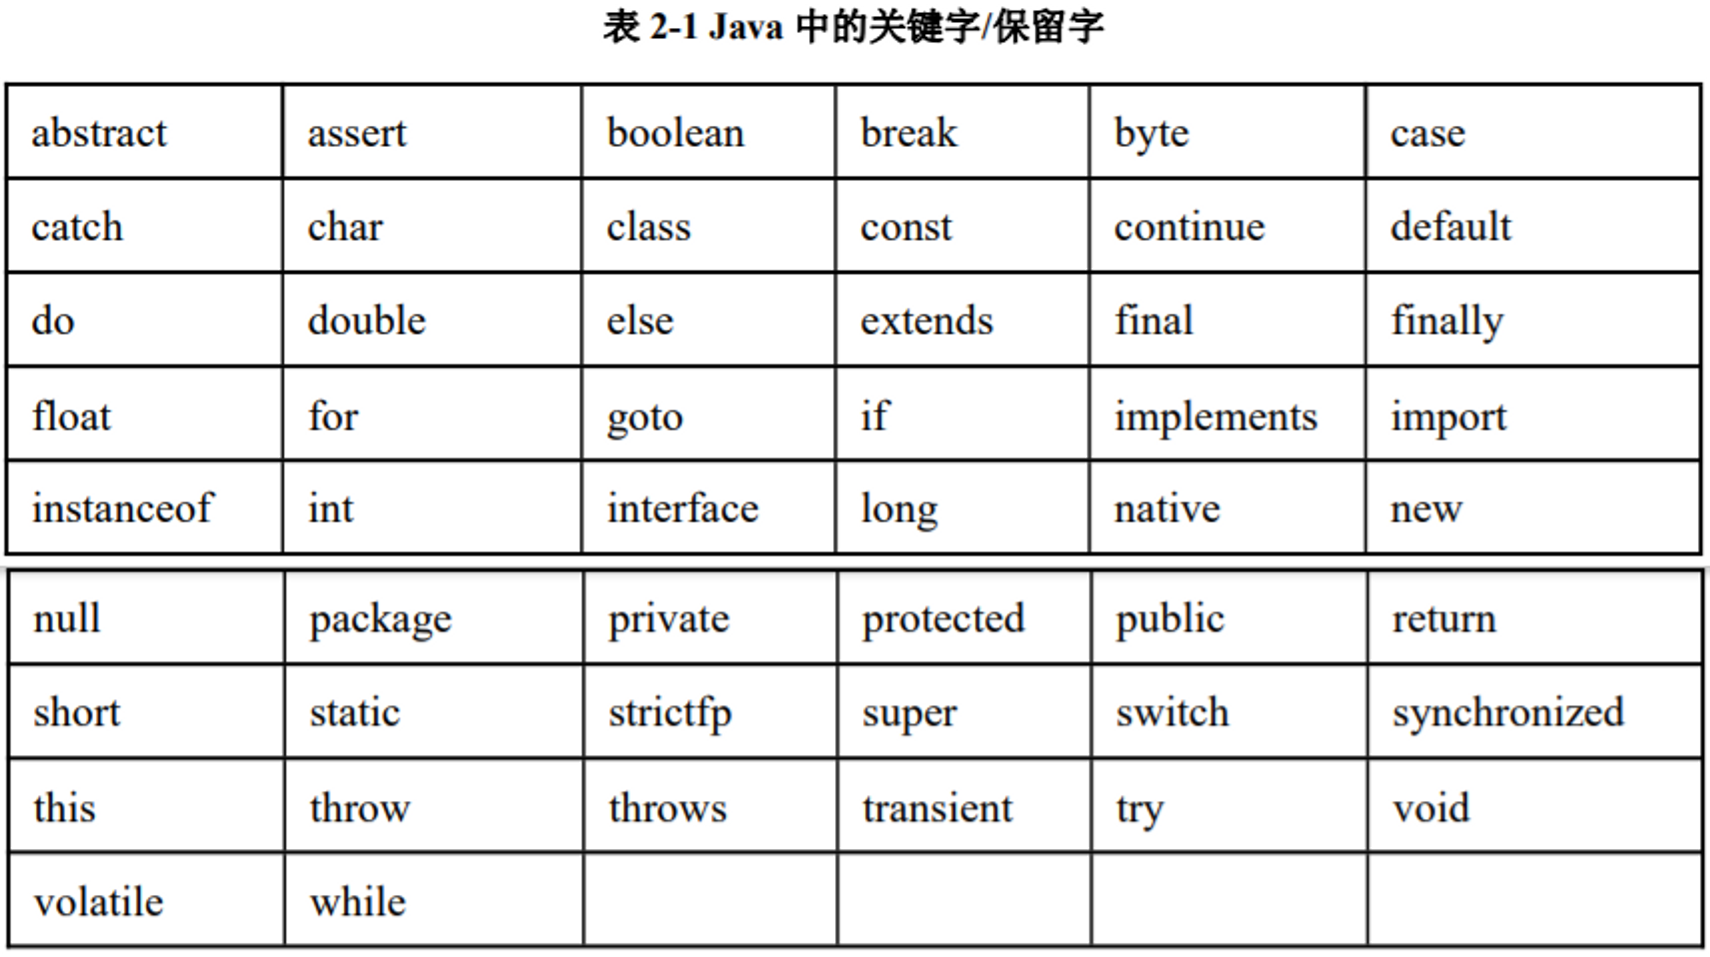 表 2-1 Java 中的关键字/保留字
abstract assert boolean break byte case
catch char class const continue default
do double else extends final finally
float for goto if implements import
instanceof int interface long native new
null package private protected public return
short static strictfp super switch synchronized
this throw throws transient try void
volatile while